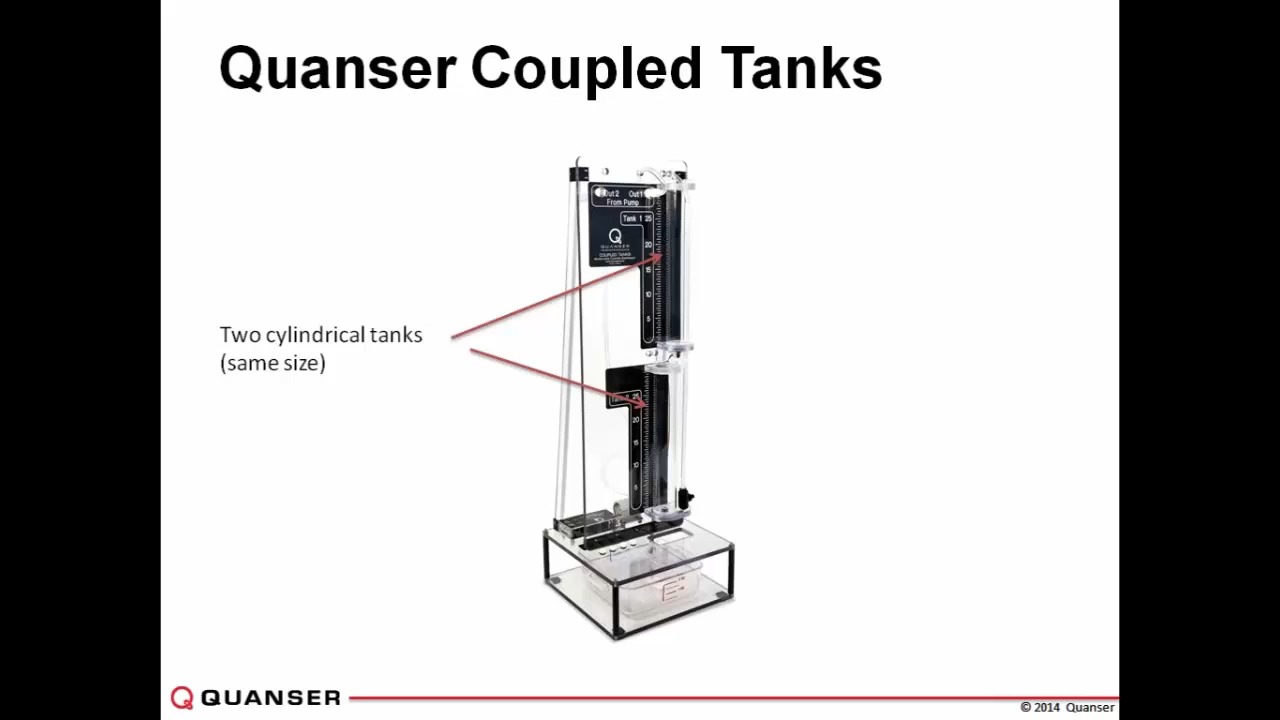 Quanser Coupled Tanks
Out2 Out1
From Pump
Tank 1 25
20
15
10
5
QUANSER
COUPLED TANKS
Two cylindrical tanks
(same size)
25
20
15
10
5
QUANSER
© 2014 Quanser